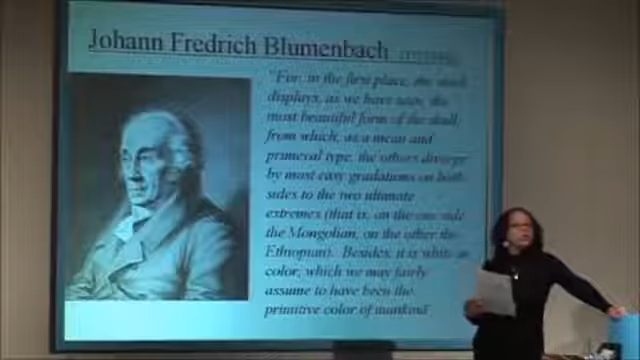 Johann Fredrich Blumenbach
"For, in the first place, the stock
displays, as we have seen, the
most beautiful form of the skull,
from which, as a mean and
primeval type, the others diverge
by most easy gradations on both
sides to the two ultimate
extremes (that is, on the one side
the Mongolian, on the other the
Ethiopian). Besides, it is white in
color, which we may fairly
assume to have been the
primitive color of mankind"